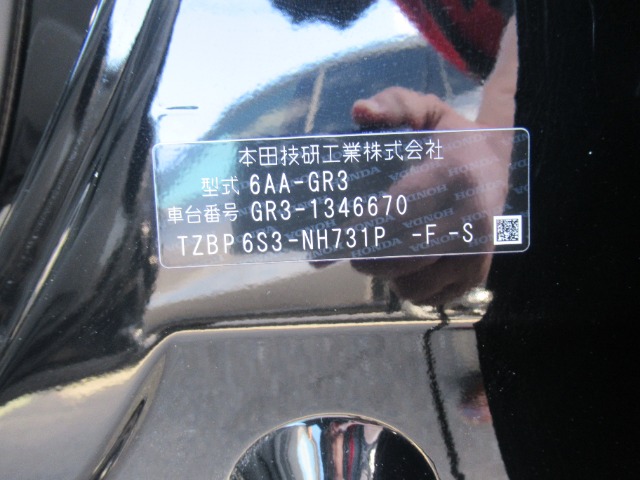 本田技研工業株式会社
型式 6AA-GR3
車台番号 GR3-1346670
TZBP 6S3-NH731P -F -S